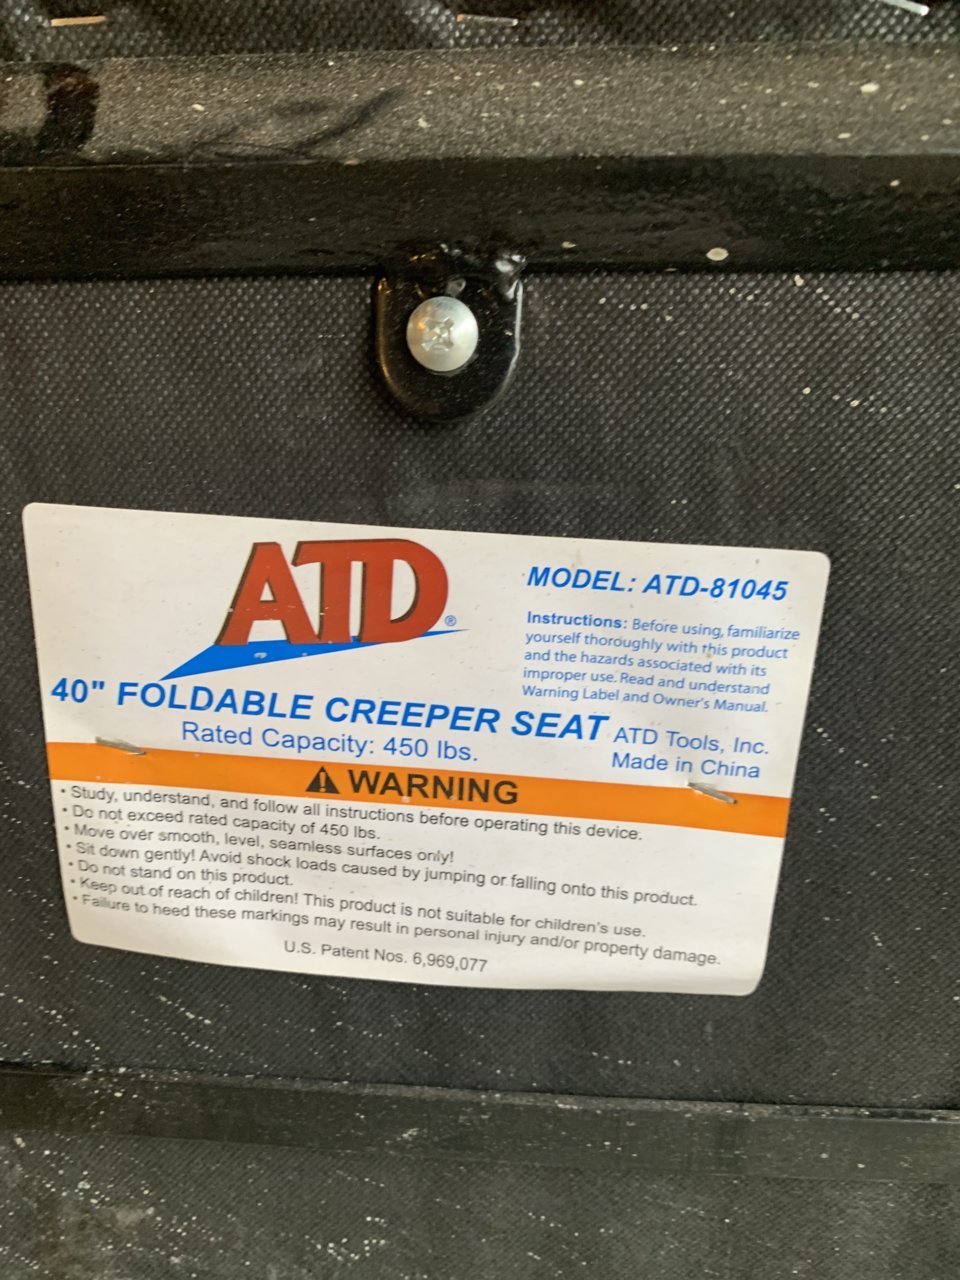 ATD®
MODEL: ATD-81045
Instructions: Before using, familiarize
yourself thoroughly with this product
and the hazards associated with its
improper use. Read and understand
Warning Label and Owner's Manual.
40" FOLDABLE CREEPER SEAT
Rated Capacity: 450 lbs.
ATD Tools, Inc.
Made in China
WARNING
• Study, understand, and follow all instructions before operating this device.
• Do not exceed rated capacity of 450 lbs.
• Move over smooth, level, seamless surfaces only!
• Sit down gently! Avoid shock loads caused by jumping or falling onto this product.
• Do not stand on this product.
• Keep out of reach of children! This product is not suitable for children's use.
• Failure to heed these markings may result in personal injury and/or property damage.
U.S. Patent Nos. 6,969,077